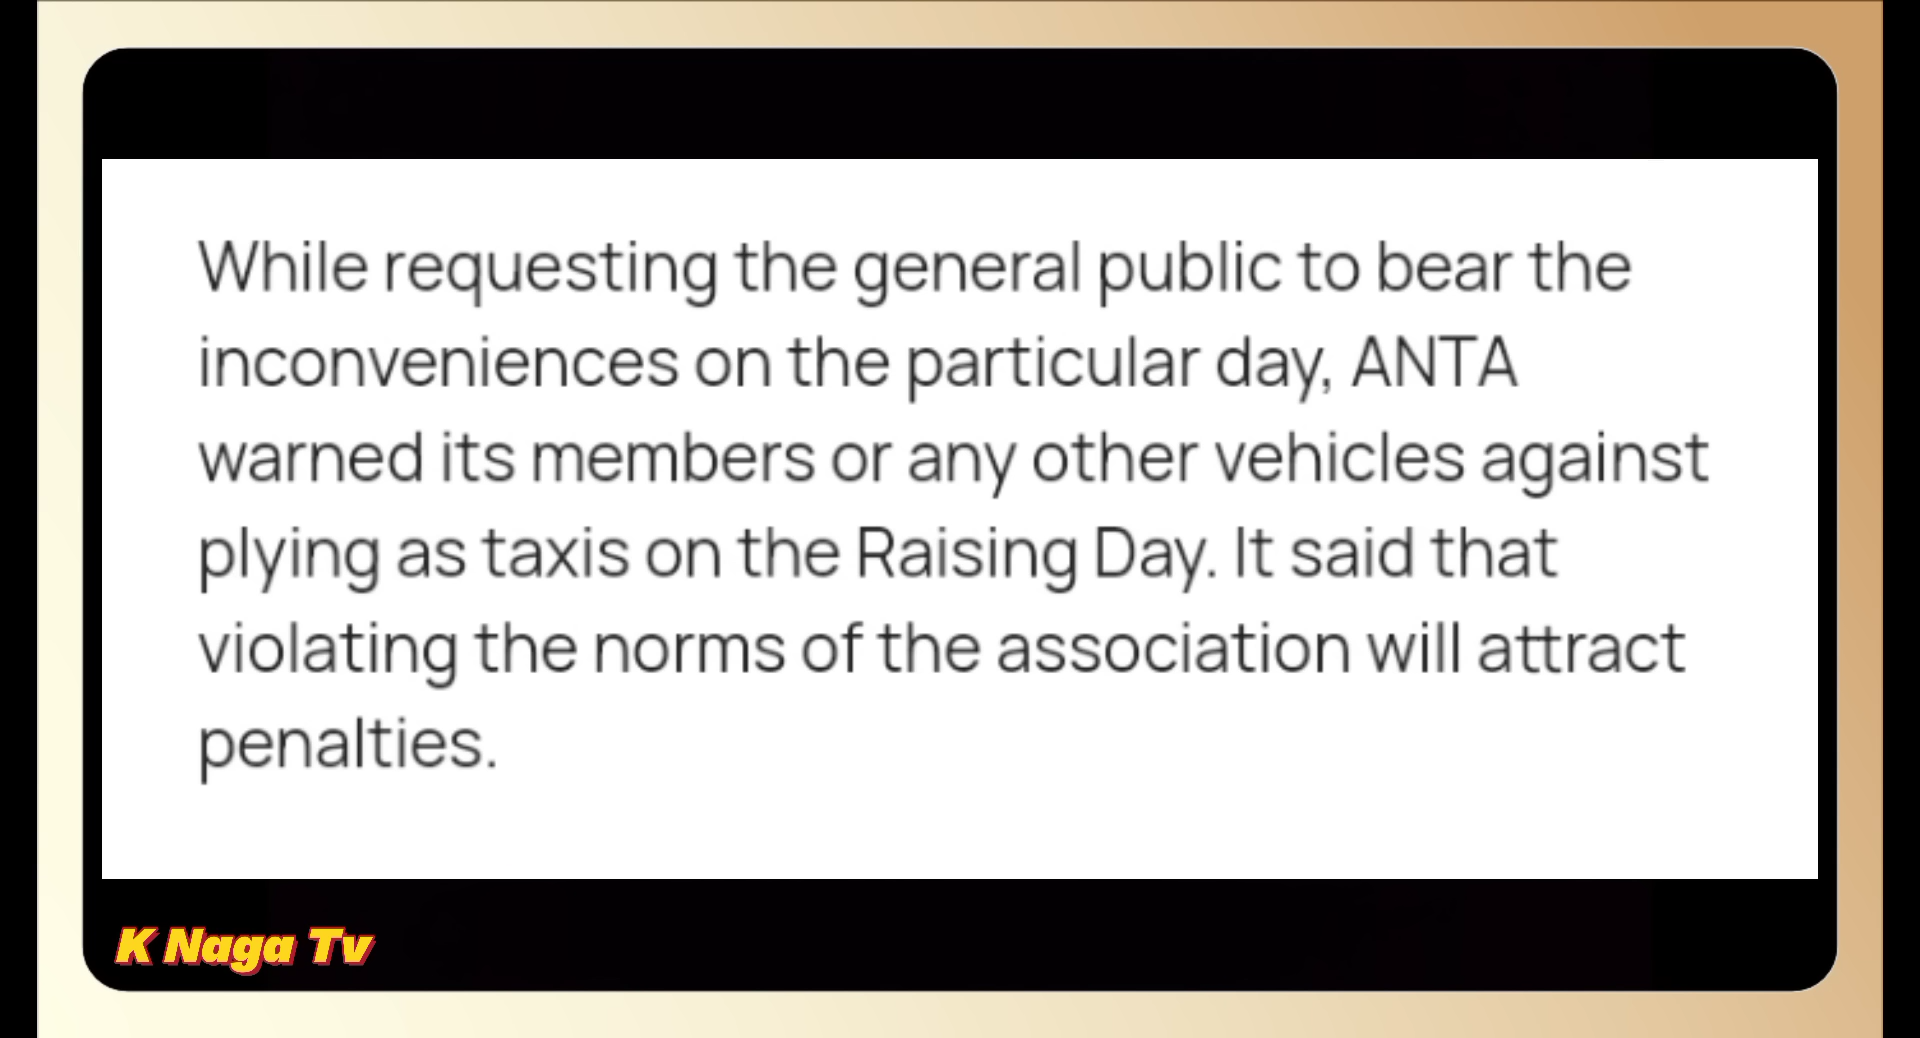 While requesting the general public to bear the
inconveniences on the particular day, ANTA
warned its members or any other vehicles against
plying as taxis on the Raising Day. It said that
violating the norms of the association will attract
penalties.
K Naga Tv